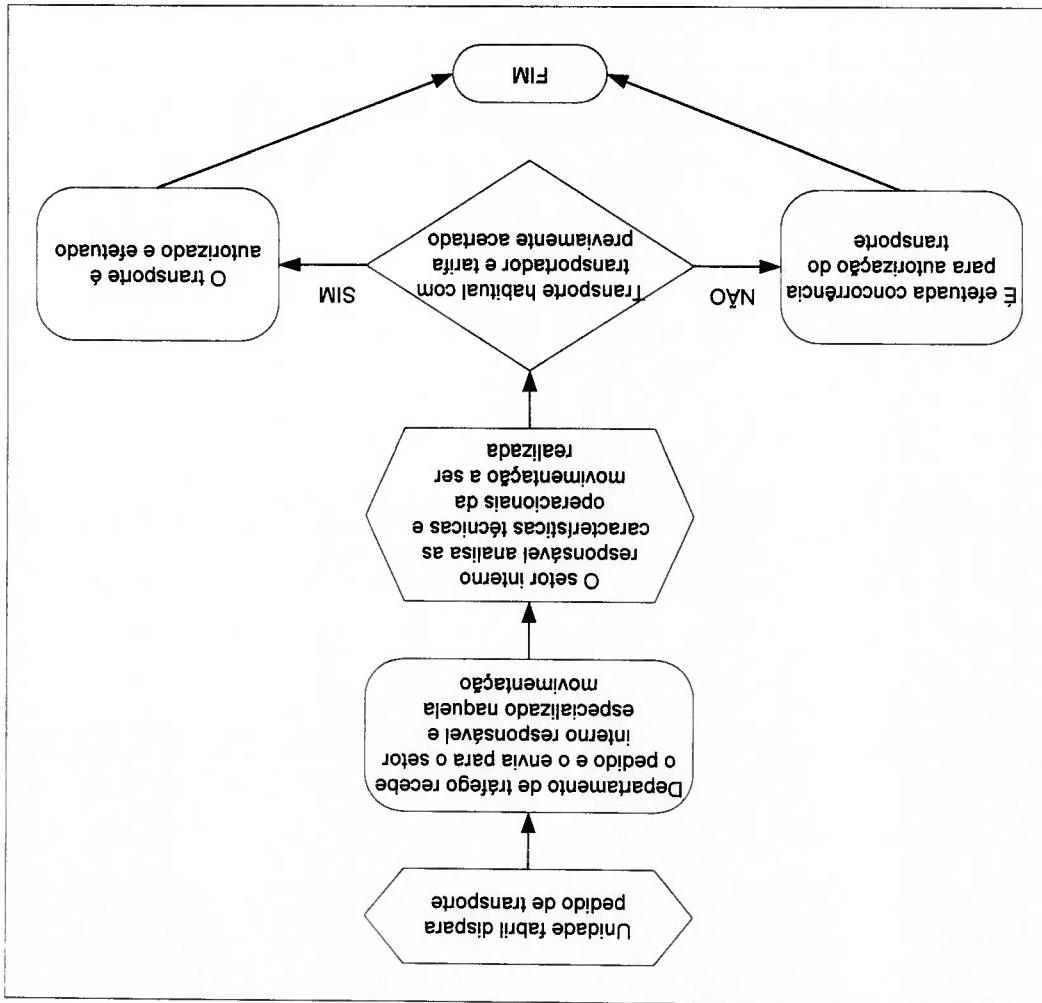 Unidade fabril dispara
pedido de transporte
Departamento de tráfego recebe
o pedido e o envia para o setor
interno responsável e
especializado naquela
movimentação
O setor interno
responsável analisa as
características técnicas e
operacionais da
movimentação a ser
realizada
Transporte habitual com
transportador e tarifa
previamente acertado
NÃO
SIM
É efetuada concorrência
para autorização do
transporte
O transporte é
autorizado e efetuado
FIM